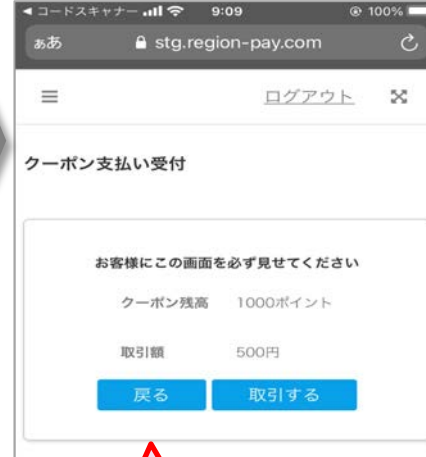 ◀コードスキャナー 9:09 100%
ああ stg.region-pay.com
ログアウト
クーポン支払い受付
お客様にこの画面を必ず見せてください
クーポン残高 1000ポイント
取引額 500円
戻る 取引する